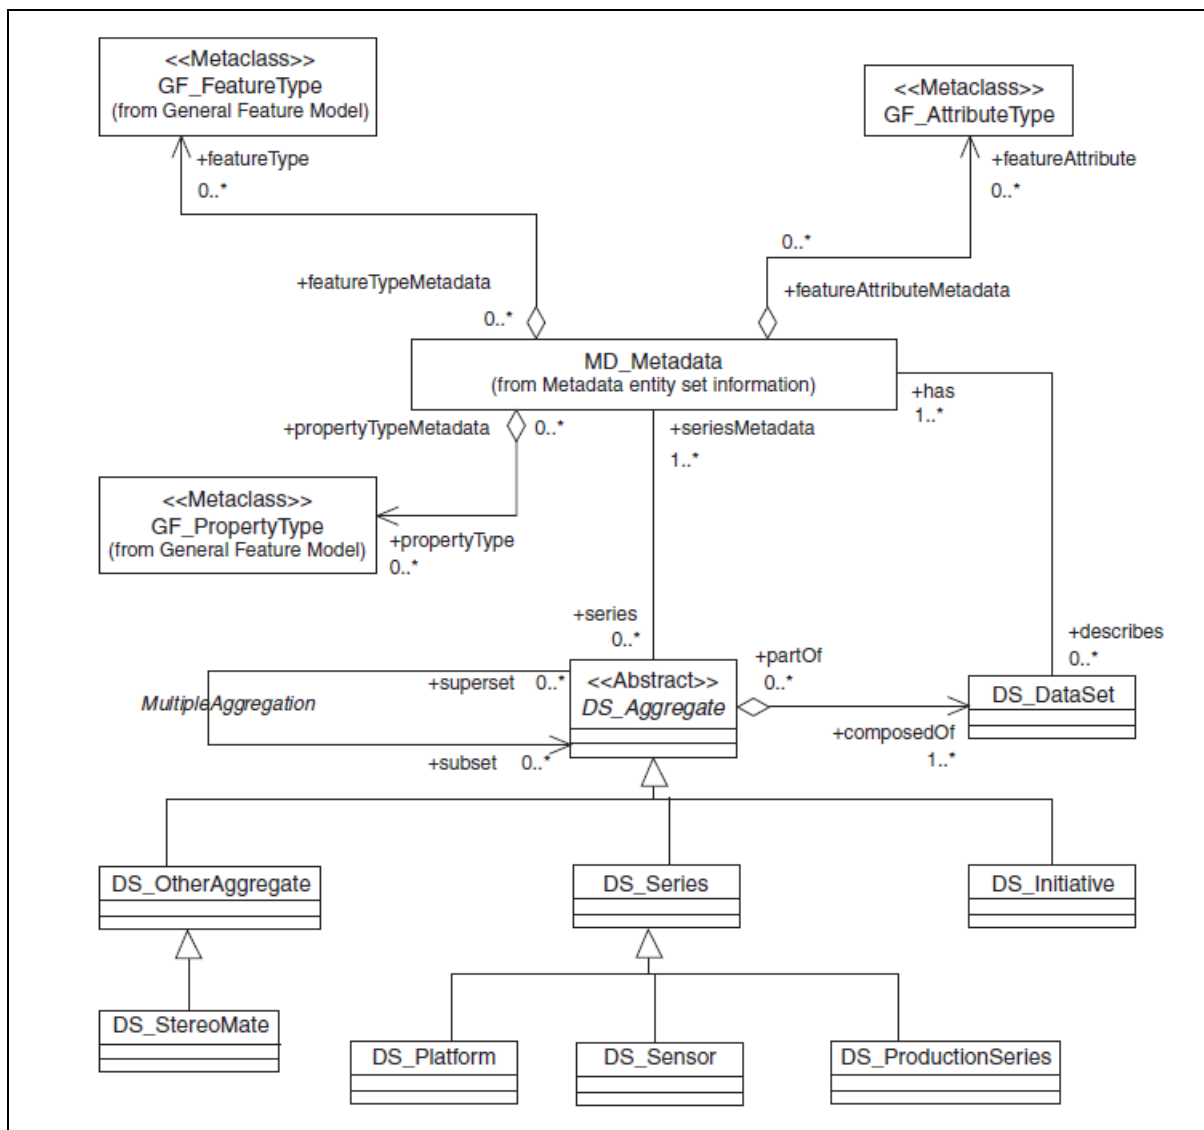 <<Metaclass>>
GF_FeatureType
(from General Feature Model)
<<Metaclass>>
GF_AttributeType
+featureType
0..*
+featureAttribute
0..*
0..*
+featureTypeMetadata
0..*
+featureAttributeMetadata
MD_Metadata
(from Metadata entity set information)
+has
1..*
+propertyTypeMetadata
0..*
+seriesMetadata
1..*
<<Metaclass>>
GF_PropertyType
(from General Feature Model)
+propertyType
0..*
+series
0..*
+describes
0..*
+partOf
0..*
<<Abstract>>
DS_Aggregate
DS_DataSet
+superset 0..*
MultipleAggregation
+subset 0..*
+composedOf
1..*
DS_OtherAggregate
DS_Series
DS_Initiative
DS_StereoMate
DS_Platform
DS_Sensor
DS_ProductionSeries